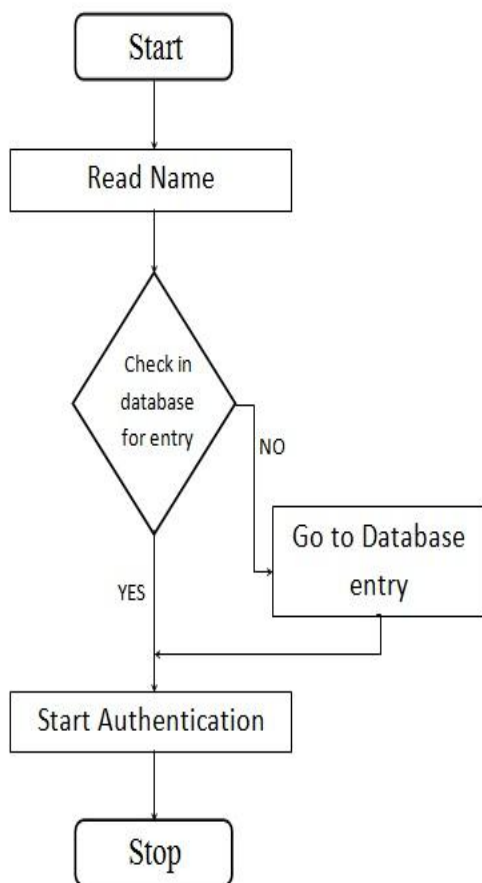 Start
Read Name
Check in
database
for entry
NO
Go to Database
entry
YES
Start Authentication
Stop